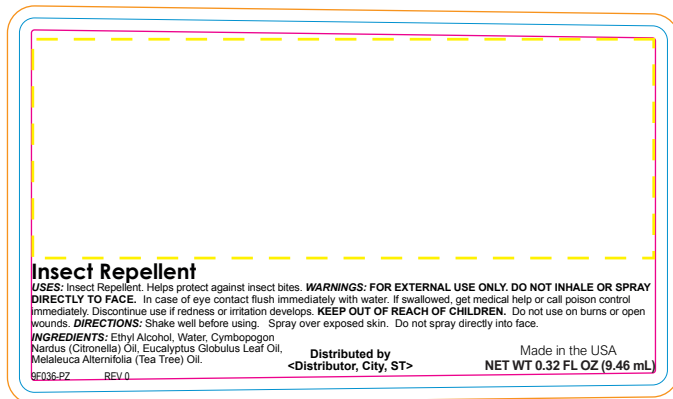 Insect Repellent
USES: Insect Repellent. Helps protect against insect bites. WARNINGS: FOR EXTERNAL USE ONLY. DO NOT INHALE OR SPRAY
DIRECTLY TO FACE. In case of eye contact flush immediately with water. If swallowed, get medical help or call poison control
immediately. Discontinue use if redness or irritation develops. KEEP OUT OF REACH OF CHILDREN. Do not use on burns or open
wounds. DIRECTIONS: Shake well before using. Spray over exposed skin. Do not spray directly into face.
INGREDIENTS: Ethyl Alcohol, Water, Cymbopogon
Nardus (Citronella) Oil, Eucalyptus Globulus Leaf Oil,
Melaleuca Alternifolia (Tea Tree) Oil.
9F036-PZ REV 0
Distributed by
<Distributor, City, ST>
Made in the USA
NET WT 0.32 FL OZ (9.46 mL)